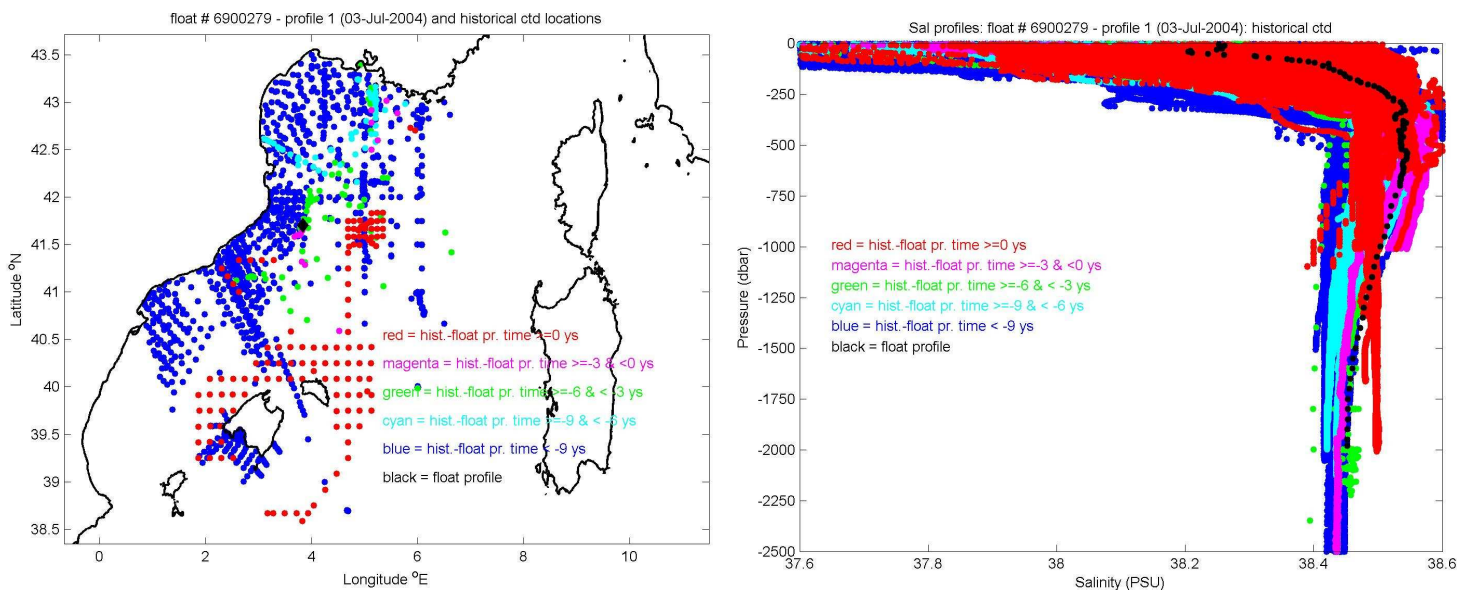 float # 6900279 - profile 1 (03-Jul-2004) and historical ctd locations
43.5
43
42.5
42
41.5
41
40.5
40
39.5
39
38.5
Latitude °N
red = hist.-float pr. time >=0 ys
magenta = hist.-float pr. time >=-3 & <0 ys
green = hist.-float pr. time >=-6 & < -3 ys
cyan = hist.-float pr. time >=-9 & < -6 ys
blue = hist.-float pr. time < -9 ys
black = float profile
0 2 4 6 8 10
Longitude °E
Sal profiles: float # 6900279 - profile 1 (03-Jul-2004): historical ctd
0
-250
-500
-750
-1000
-1250
-1500
-1750
-2000
-2250
-2500
Pressure (dbar)
red = hist.-float pr. time >=0 ys
magenta = hist.-float pr. time >=-3 & <0 ys
green = hist.-float pr. time >=-6 & < -3 ys
cyan = hist.-float pr. time >=-9 & < -6 ys
blue = hist.-float pr. time < -9 ys
black = float profile
37.6 37.8 38 38.2 38.4 38.6
Salinity (PSU)